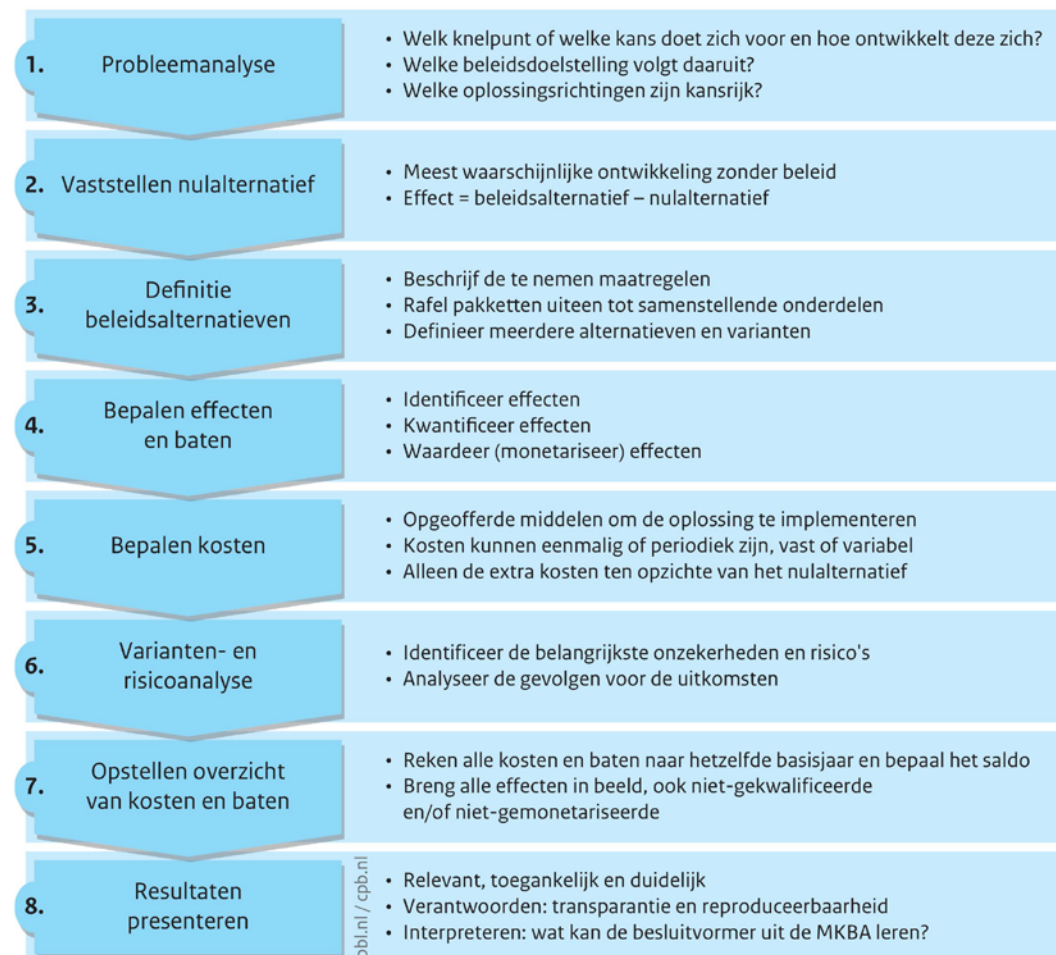 1. Probleemanalyse
• Welk knelpunt of welke kans doet zich voor en hoe ontwikkelt deze zich?
• Welke beleidsdoelstelling volgt daaruit?
• Welke oplossingsrichtingen zijn kansrijk?
2. Vaststellen nulalternatief
• Meest waarschijnlijke ontwikkeling zonder beleid
• Effect = beleidsalternatief – nulalternatief
3. Definitie
beleidsalternatieven
• Beschrijf de te nemen maatregelen
• Rafel pakketten uiteen tot samenstellende onderdelen
• Definieer meerdere alternatieven en varianten
4. Bepalen effecten
en baten
• Identificeer effecten
• Kwantificeer effecten
• Waardeer (monetariseer) effecten
5. Bepalen kosten
• Opgeofferde middelen om de oplossing te implementeren
• Kosten kunnen eenmalig of periodiek zijn, vast of variabel
• Alleen de extra kosten ten opzichte van het nulalternatief
6. Varianten- en
risicoanalyse
• Identificeer de belangrijkste onzekerheden en risico's
• Analyseer de gevolgen voor de uitkomsten
7. Opstellen overzicht
van kosten en baten
• Reken alle kosten en baten naar hetzelfde basisjaar en bepaal het saldo
• Breng alle effecten in beeld, ook niet-gekwalificeerde
en/of niet-gemonetariseerde
8. Resultaten
presenteren
• Relevant, toegankelijk en duidelijk
• Verantwoorden: transparantie en reproduceerbaarheid
• Interpreteren: wat kan de besluitvormer uit de MKBA leren?
pbl.nl / cpb.nl